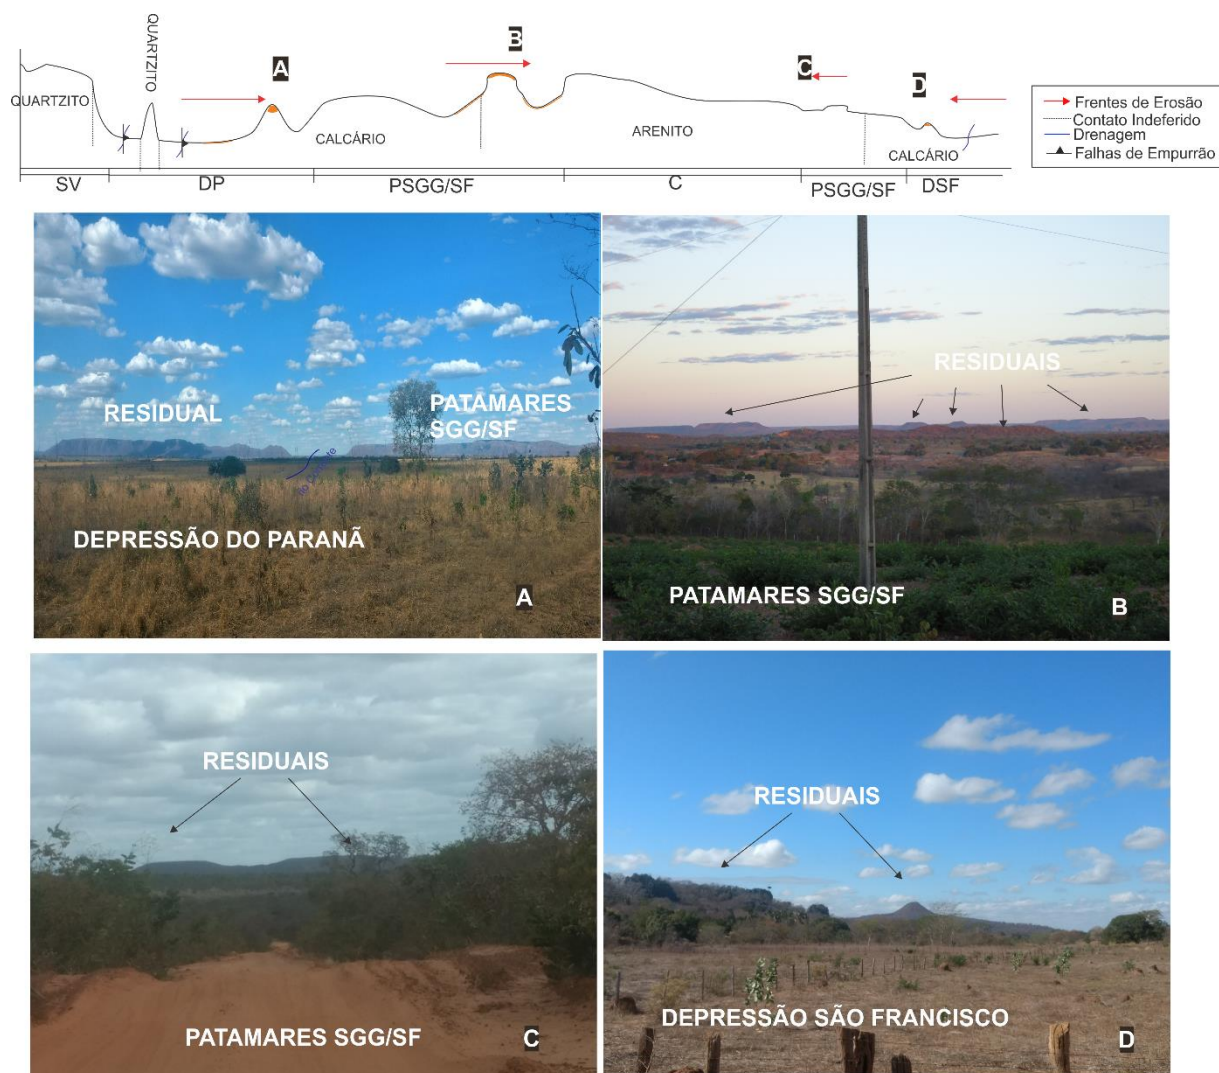 QUARTZITO
QUARTZITO
A
B
C
D
CALCÁRIO
ARENITO
CALCÁRIO
SV
DP
PSGG/SF
C
PSGG/SF
DSF
Frentes de Erosão
Contato Indeferido
Drenagem
Falhas de Empurrão
RESIDUAL
PATAMARES
SGG/SF
DEPRESSÃO DO PARANÃ
A
RESIDUAIS
PATAMARES SGG/SF
B
RESIDUAIS
PATAMARES SGG/SF
C
RESIDUAIS
DEPRESSÃO SÃO FRANCISCO
D